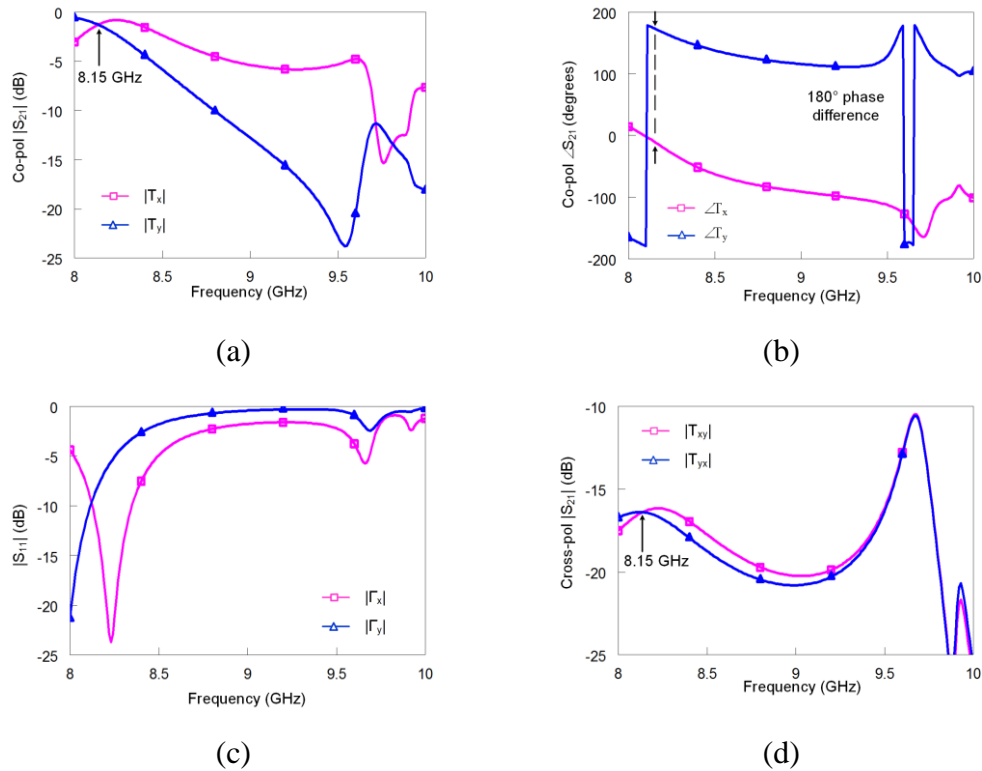 0
-5
-10
-15
-20
-25
Co-pol |S21| (dB)
8.15 GHz
|Tx|
|Ty|
8
8.5
9
9.5
10
Frequency (GHz)
(a)
200
100
0
-100
-200
Co-pol ∠S21 (degrees)
180° phase
difference
∠Tx
∠Ty
8
8.5
9
9.5
10
Frequency (GHz)
(b)
0
-5
-10
-15
-20
-25
|S11| (dB)
|Γx|
|Γy|
8
8.5
9
9.5
10
Frequency (GHz)
(c)
-10
-15
-20
-25
Cross-pol |S21| (dB)
|Txy|
|Tyx|
8.15 GHz
8
8.5
9
9.5
10
Frequency (GHz)
(d)